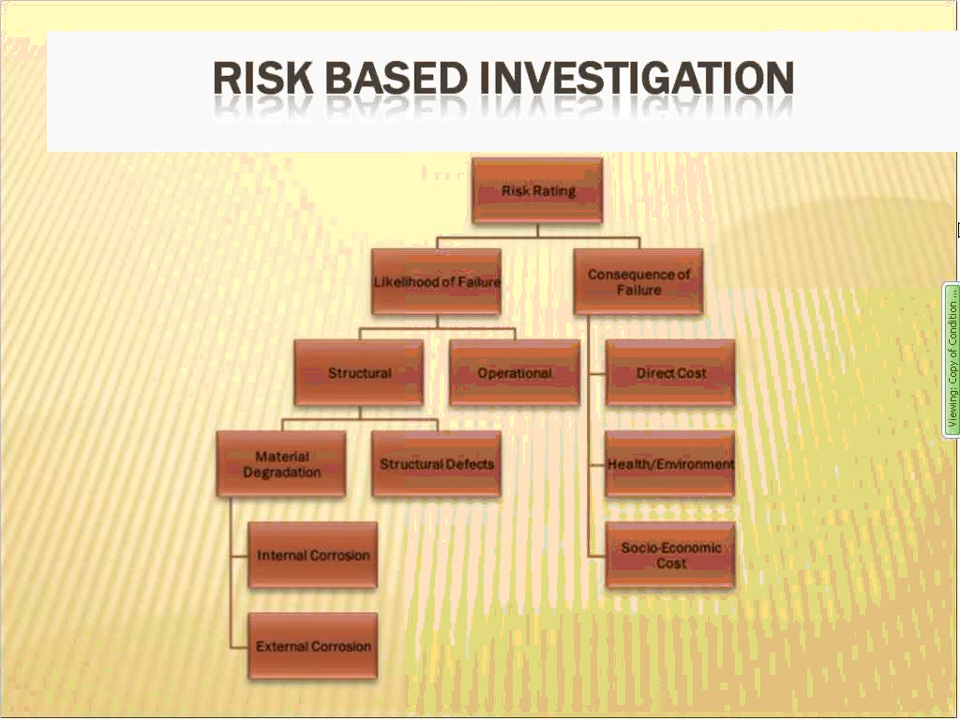 RISK BASED INVESTIGATION
Risk Rating
Likelihood of Failure
Consequence of
Failure
Structural
Operational
Direct Cost
Material
Degradation
Structural Defects
Health/Environment
Internal Corrosion
Socio-Economic
Cost
External Corrosion
Viewing: Copy of Condition ...